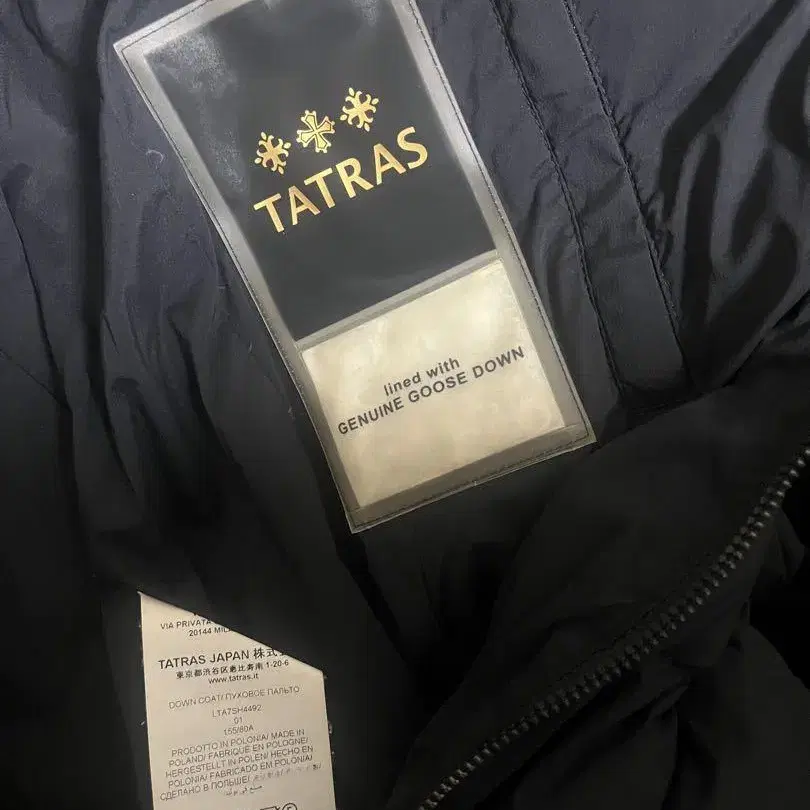 TATRAS
lined with
GENUINE GOOSE DOWN
VIA PRIVATA
20144 MIL
TATRAS JAPAN 株式
東京都渋谷区恵比寿南 1-20-6
www.tatras.it
DOWN COAT/ ПУХОВОЕ ПАЛЬТО
LTA7SH4492
01
155/80A
PRODOTTO IN POLONIA/ MADE IN
POLAND/ FABRIQUÉ EN POLOGNE/
HERGESTELLT IN POLEN/ HECHO EN
POLONIA/ FABRICADO EM POLONIA/
СДЕЛАНО В ПОЛЬШЕ/